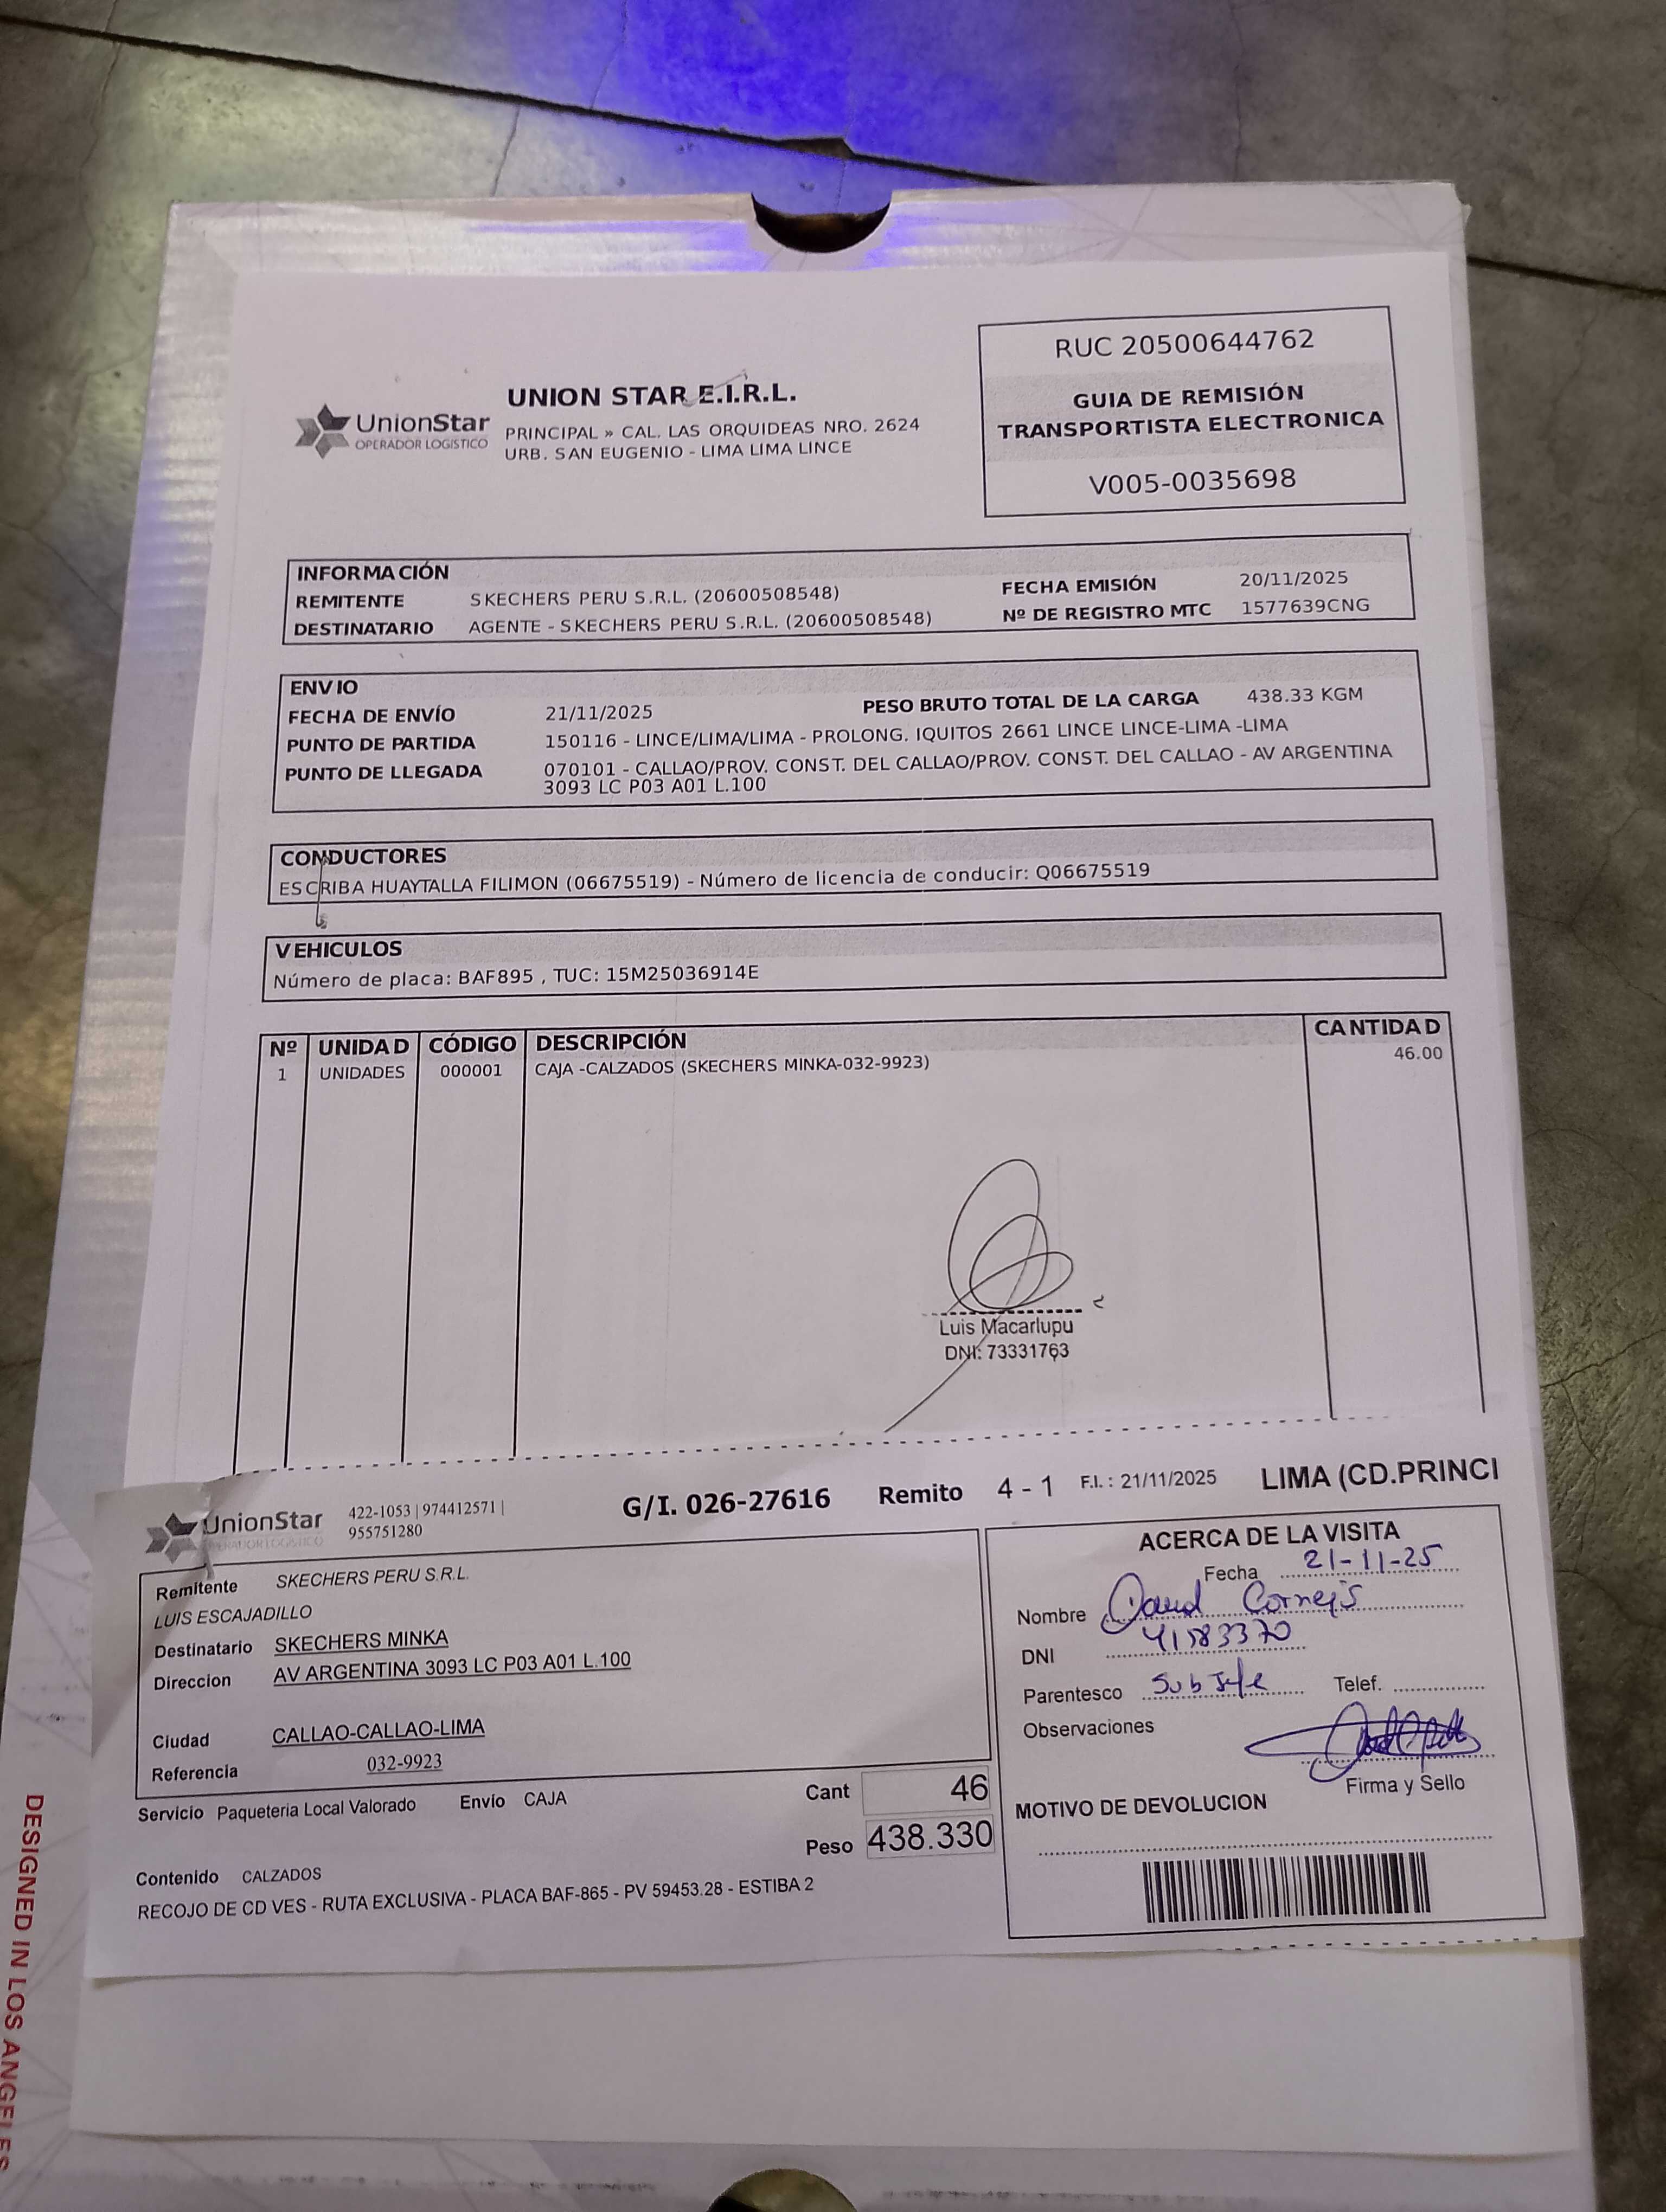 RUC 20500644762
GUIA DE REMISIÓN
TRANSPORTISTA ELECTRONICA
V005-0035698
UnionStar
OPERADOR LOGISTICO
UNION STAR E.I.R.L.
PRINCIPAL » CAL. LAS ORQUIDEAS NRO. 2624
URB. SAN EUGENIO - LIMA LIMA LINCE
INFORMACIÓN
REMITENTE SKECHERS PERU S.R.L. (20600508548)
DESTINATARIO AGENTE - SKECHERS PERU S.R.L. (20600508548)
FECHA EMISIÓN 20/11/2025
Nº DE REGISTRO MTC 1577639CNG
ENVIO
FECHA DE ENVÍO 21/11/2025 PESO BRUTO TOTAL DE LA CARGA 438.33 KGM
PUNTO DE PARTIDA 150116 - LINCE/LIMA/LIMA - PROLONG. IQUITOS 2661 LINCE LINCE-LIMA -LIMA
PUNTO DE LLEGADA 070101 - CALLAO/PROV. CONST. DEL CALLAO/PROV. CONST. DEL CALLAO - AV ARGENTINA
3093 LC P03 A01 L.100
CONDUCTORES
ESCRIBA HUAYTALLA FILIMON (06675519) - Número de licencia de conducir: Q06675519
VEHICULOS
Número de placa: BAF895 , TUC: 15M25036914E
Nº UNIDAD CÓDIGO DESCRIPCIÓN CANTIDAD
1 UNIDADES 000001 CAJA -CALZADOS (SKECHERS MINKA-032-9923) 46.00
Luis Macarlupu
DNI: 73331763
UnionStar
OPERADOR LOGISTICO
422-1053 | 974412571 |
955751280
G/I. 026-27616 Remito 4 - 1 F.I. : 21/11/2025 LIMA (CD.PRINCI
Remitente SKECHERS PERU S.R.L.
LUIS ESCAJADILLO
Destinatario SKECHERS MINKA
Direccion AV ARGENTINA 3093 LC P03 A01 L.100
Ciudad CALLAO-CALLAO-LIMA
Referencia 032-9923
Servicio Paqueteria Local Valorado Envio CAJA
Cant 46
Peso 438.330
Contenido CALZADOS
RECOJO DE CD VES - RUTA EXCLUSIVA - PLACA BAF-865 - PV 59453.28 - ESTIBA 2
ACERCA DE LA VISITA
Fecha 21-11-25
Nombre David Cornejo
DNI 41583370
Parentesco Sub Jefe Telef.
Observaciones
Firma y Sello
MOTIVO DE DEVOLUCION
DESIGNED IN LOS ANGELES